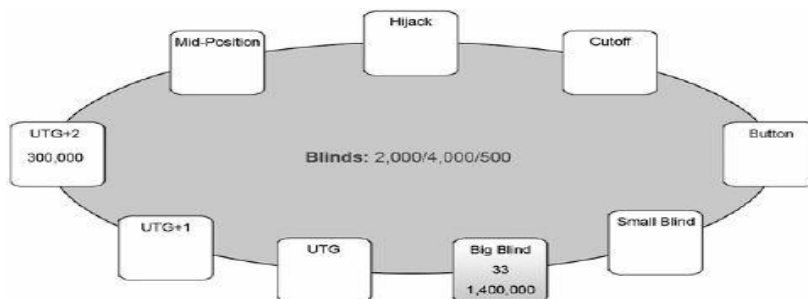 Hijack
Mid-Position
Cutoff
UTG+2
300,000
Blinds: 2,000/4,000/500
Button
UTG+1
UTG
Big Blind
33
1,400,000
Small Blind